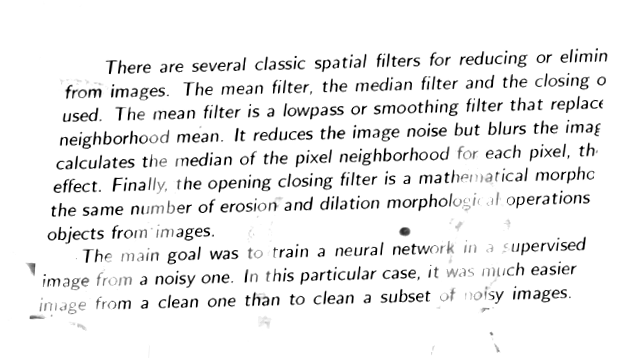 There are several classic spatial filters for reducing or elimin
from images. The mean filter, the median filter and the closing o
used. The mean filter is a lowpass or smoothing filter that replace
neighborhood mean. It reduces the image noise but blurs the imag
calculates the median of the pixel neighborhood for each pixel, th
effect. Finally, the opening closing filter is a mathematical morpho
the same number of erosion and dilation morphological operations
objects from images.
The main goal was to train a neural network in a supervised
image from a noisy one. In this particular case, it was much easier
image from a clean one than to clean a subset of noisy images.